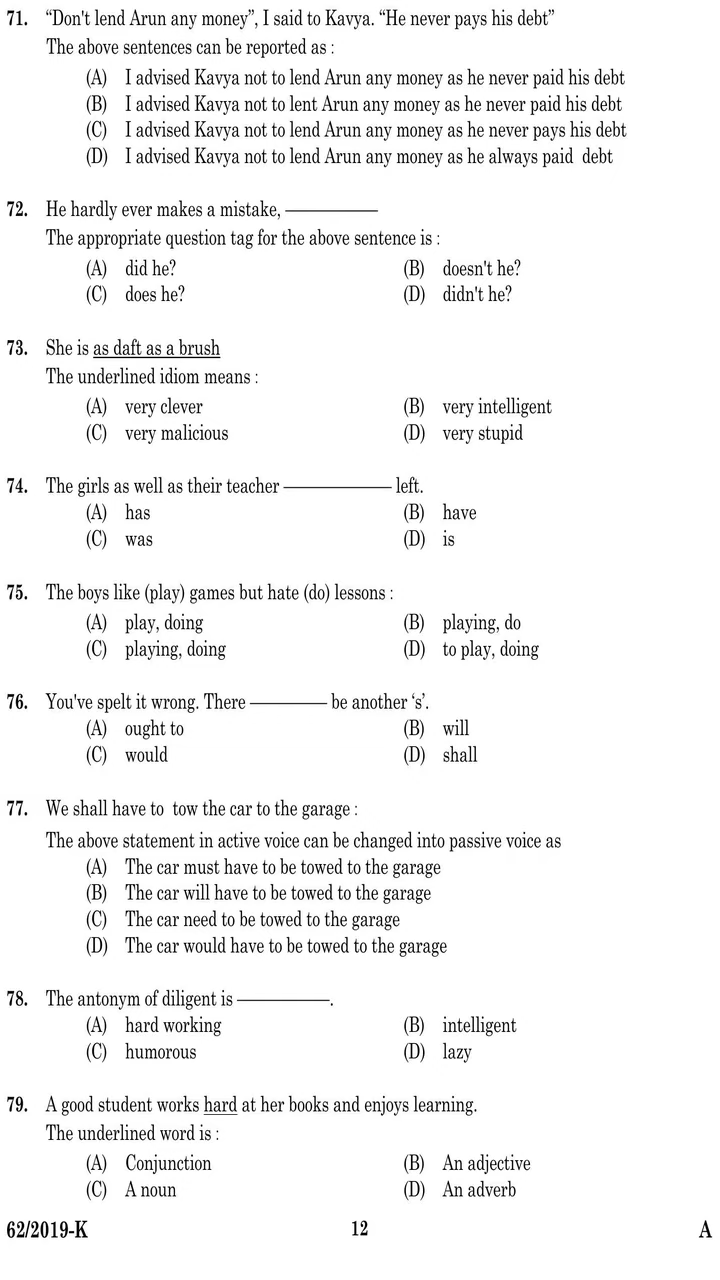 71. “Don't lend Arun any money”, I said to Kavya. “He never pays his debt”
The above sentences can be reported as :
(A) I advised Kavya not to lend Arun any money as he never paid his debt
(B) I advised Kavya not to lent Arun any money as he never paid his debt
(C) I advised Kavya not to lend Arun any money as he never pays his debt
(D) I advised Kavya not to lend Arun any money as he always paid debt
72. He hardly ever makes a mistake, —————
The appropriate question tag for the above sentence is :
(A) did he? (B) doesn't he?
(C) does he? (D) didn't he?
73. She is as daft as a brush
The underlined idiom means :
(A) very clever (B) very intelligent
(C) very malicious (D) very stupid
74. The girls as well as their teacher —————— left.
(A) has (B) have
(C) was (D) is
75. The boys like (play) games but hate (do) lessons :
(A) play, doing (B) playing, do
(C) playing, doing (D) to play, doing
76. You've spelt it wrong. There ———— be another ‘s’.
(A) ought to (B) will
(C) would (D) shall
77. We shall have to tow the car to the garage :
The above statement in active voice can be changed into passive voice as
(A) The car must have to be towed to the garage
(B) The car will have to be towed to the garage
(C) The car need to be towed to the garage
(D) The car would have to be towed to the garage
78. The antonym of diligent is —————.
(A) hard working (B) intelligent
(C) humorous (D) lazy
79. A good student works hard at her books and enjoys learning.
The underlined word is :
(A) Conjunction (B) An adjective
(C) A noun (D) An adverb
62/2019-K 12 A